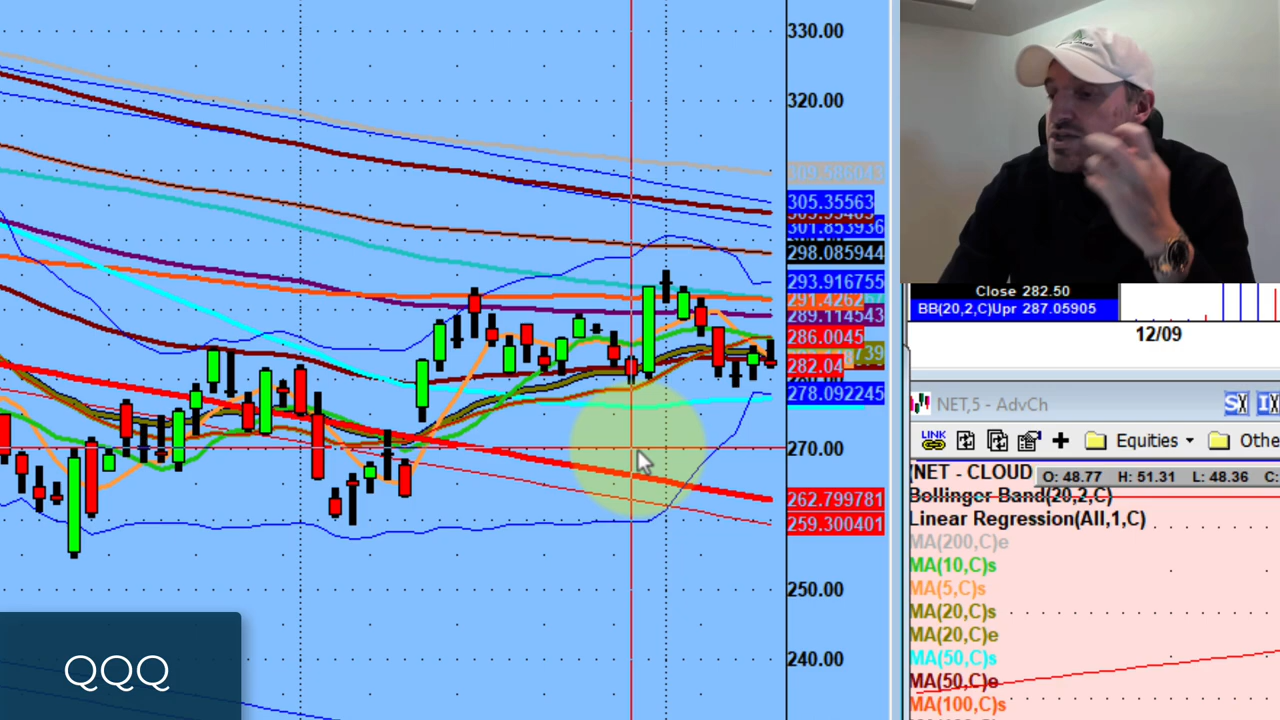 330.00
320.00
305.35563
301.853936
298.085944
293.916755
289.114543
286.0045
282.04
278.092245
270.00
262.799781
259.300401
250.00
240.00
QQQ
Close 282.50
BB(20,2,C)Upr 287.05905
12/09
NET,5 - AdvCh
LINK
Equities
Othe
(NET - CLOUD
O: 48.77 H: 51.31 L: 48.36 C:
Bollinger Band(20,2,C)
Linear Regression(All,1,C)
MA(200,C)e
MA(10,C)s
MA(5,C)s
MA(20,C)s
MA(20,C)e
MA(50,C)s
MA(50,C)e
MA(100,C)s